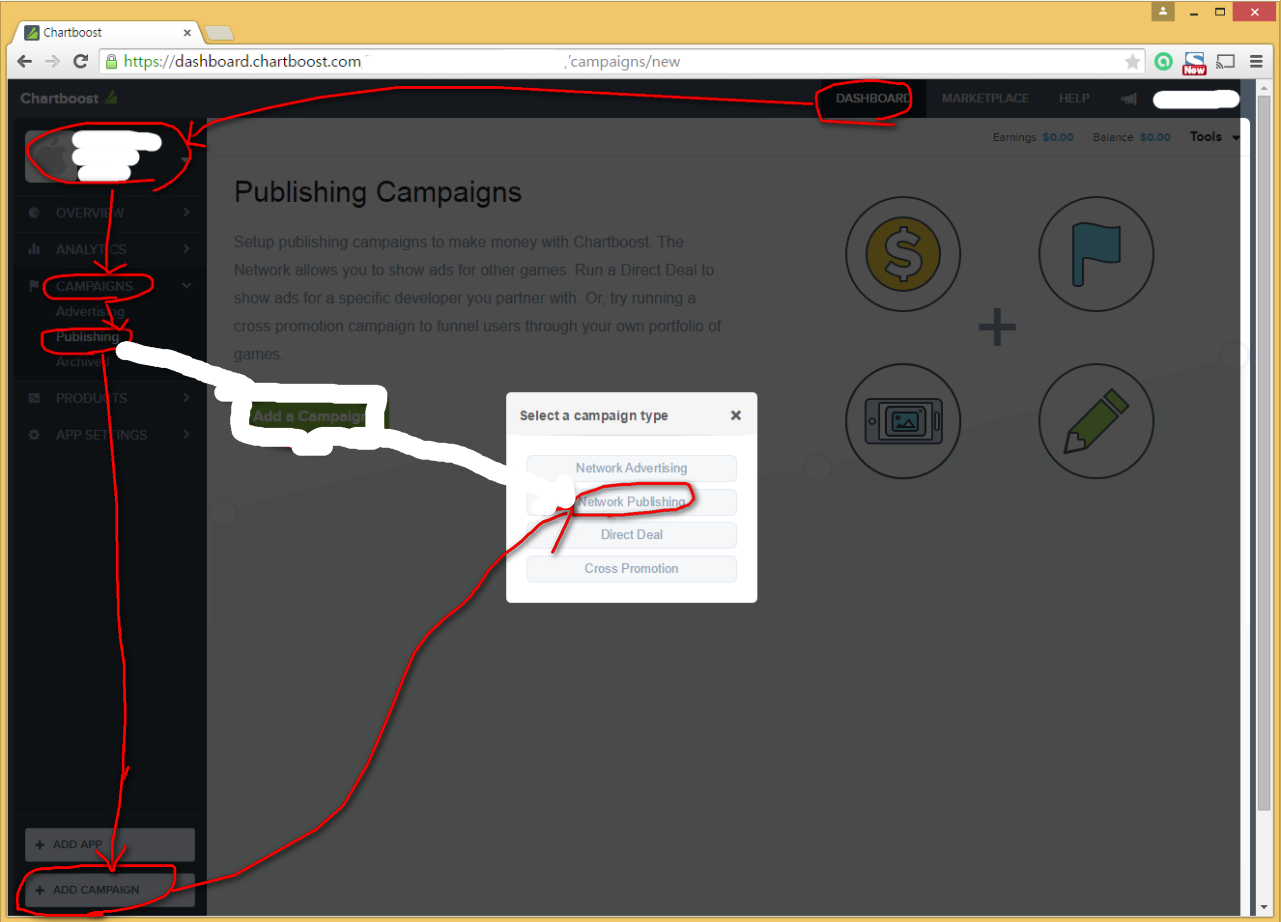 Chartboost
https://dashboard.chartboost.com
/campaigns/new
New
Chartboost
DASHBOARD
MARKETPLACE
HELP
Earnings $0.00 Balance $0.00 Tools
OVERVIEW
ANALYTICS
CAMPAIGNS
Advertising
Publishing
Archived
PRODUCTS
APP SETTINGS
Publishing Campaigns
Setup publishing campaigns to make money with Chartboost. The
Network allows you to show ads for other games. Run a Direct Deal to
show ads for a specific developer you partner with. Or, try running a
cross promotion campaign to funnel users through your own portfolio of
games.
Add a Campaign
Select a campaign type
Network Advertising
Network Publishing
Direct Deal
Cross Promotion
+ ADD APP
+ ADD CAMPAIGN